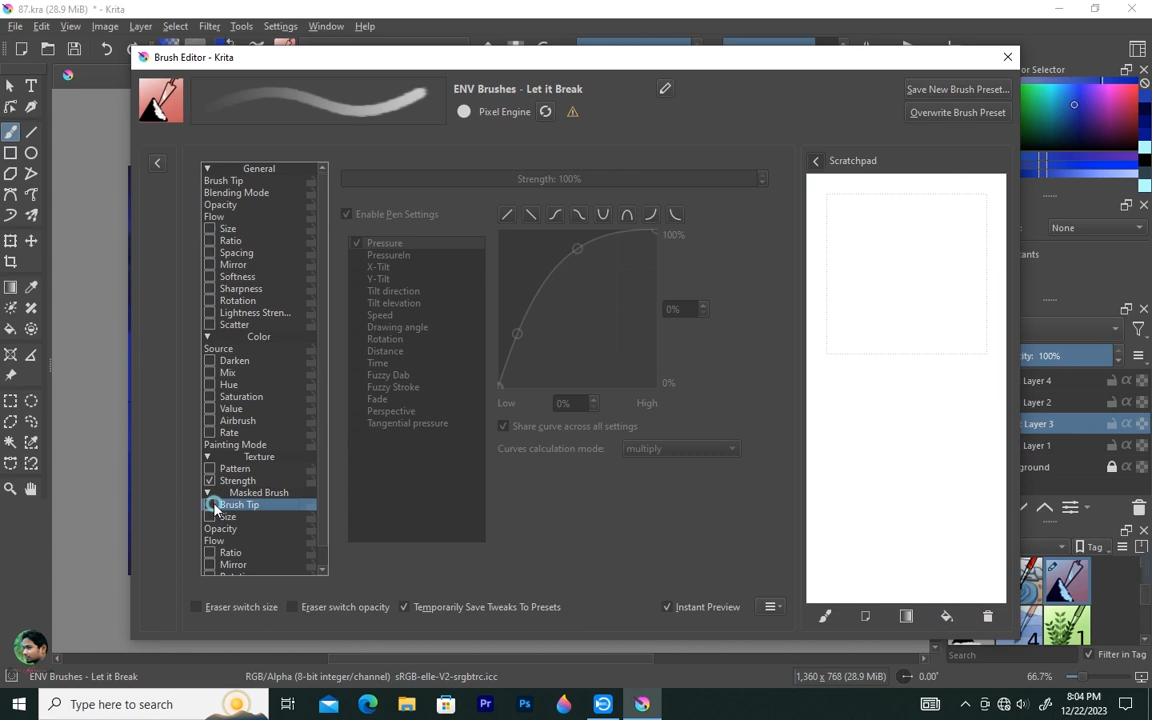 87.kra (28.9 MiB) * - Krita
File Edit View Image Layer Select Filter Tools Settings Window Help
Brush Editor - Krita
or Selector
ENV Brushes - Let it Break
Pixel Engine
Save New Brush Preset...
Overwrite Brush Preset
Scratchpad
General
Brush Tip
Blending Mode
Opacity
Flow
Size
Ratio
Spacing
Mirror
Softness
Sharpness
Rotation
Lightness Stren...
Scatter
Color
Source
Darken
Mix
Hue
Saturation
Value
Airbrush
Rate
Painting Mode
Texture
Pattern
Strength
Masked Brush
Brush Tip
Size
Opacity
Flow
Ratio
Mirror
Strength: 100%
Enable Pen Settings
Pressure
PressureIn
X-Tilt
Y-Tilt
Tilt direction
Tilt elevation
Speed
Drawing angle
Rotation
Distance
Time
Fuzzy Dab
Fuzzy Stroke
Fade
Perspective
Tangential pressure
100%
0%
0%
Low 0% High
Share curve across all settings
Curves calculation mode: multiply
Eraser switch size Eraser switch opacity Temporarily Save Tweaks To Presets Instant Preview
: None
ants
ity: 100%
Layer 4
Layer 2
Layer 3
Layer 1
ground
Tag
4
1
Search Filter in Tag
ENV Brushes - Let it Break RGB/Alpha (8-bit integer/channel) sRGB-elle-V2-srgbtrc.icc 1,360 x 768 (28.9 MiB) 0.00° 66.7%
Type here to search
Pr
Ps
8:04 PM
12/22/2023